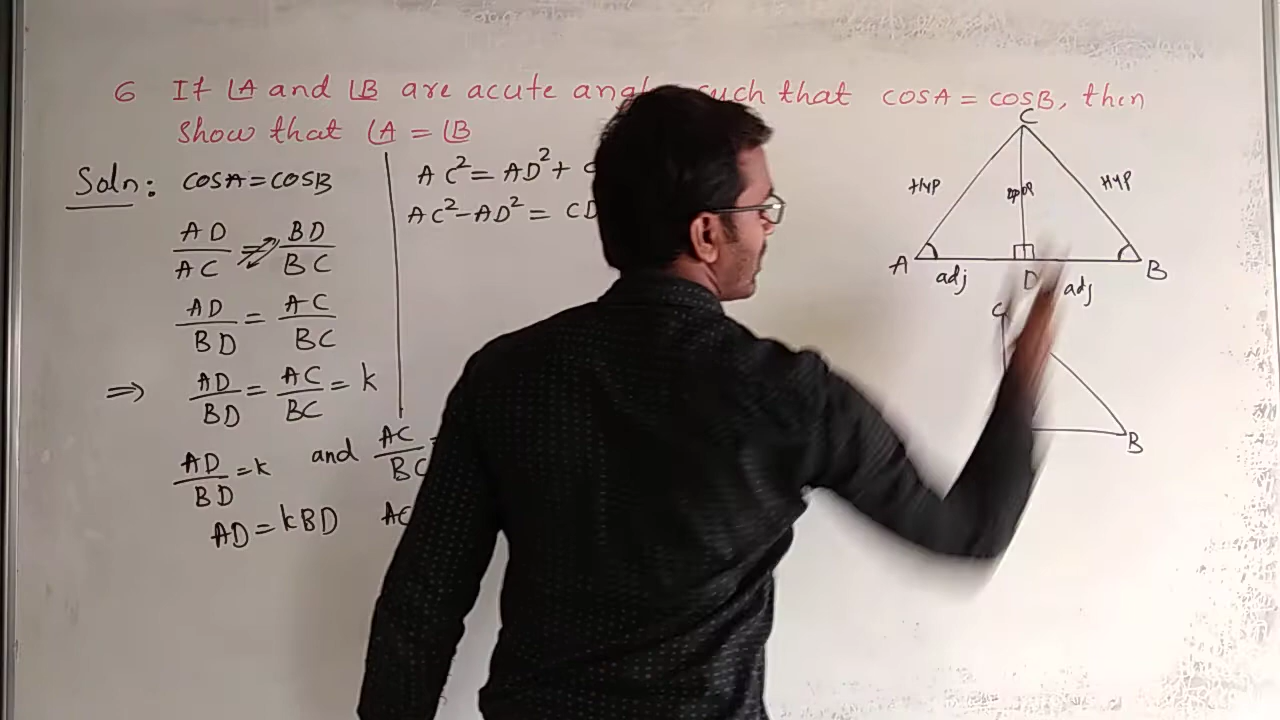 6 If ∠A and ∠B are acute such that cosA = cosB, then
Show that ∠A = ∠B
Soln: cosA = cosB
AD/AC = BD/BC
AD/BD = AC/BC
⇒ AD/BD = AC/BC = k
AD/BD = k and AC/BC
AD = kBD AC
AC² = AD² +
AC² - AD² = CD
C
Hyp opp Hyp
A adj D adj B
C
B